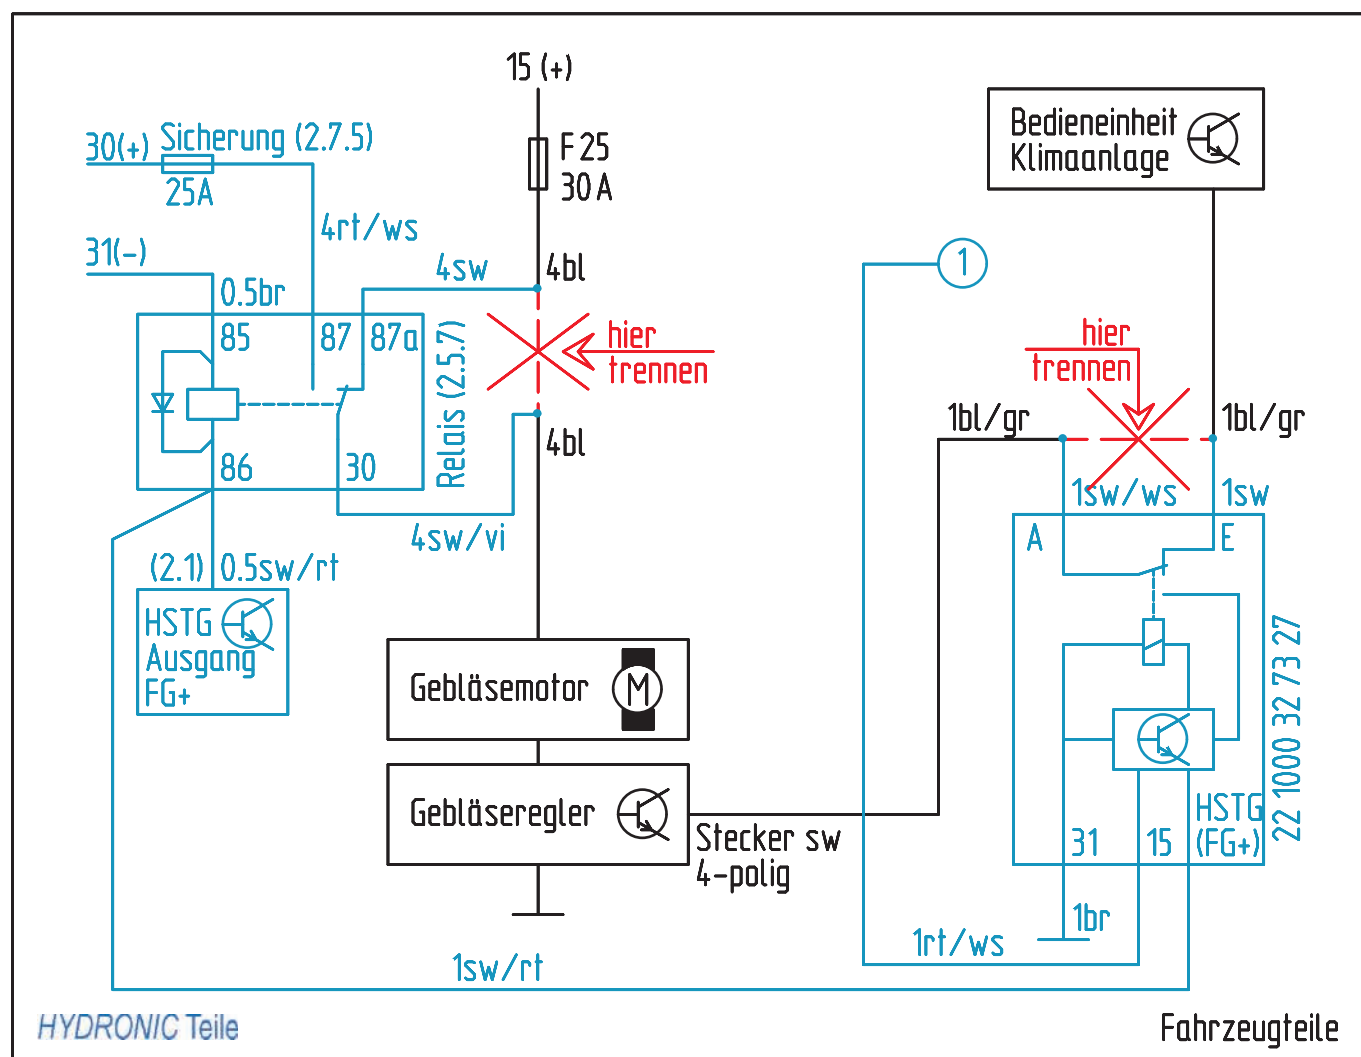 15 (+)
30(+) Sicherung (2.7.5)
25A
F 25
30 A
Bedieneinheit
Klimaanlage
4rt/ws
31(-)
4sw
4bl
1
0.5br
85
87
87a
Relais (2.5.7)
hier
trennen
hier
trennen
86
30
4bl
1bl/gr
1bl/gr
1sw/ws
1sw
4sw/vi
A
E
(2.1)
0.5sw/rt
HSTG
Ausgang
FG+
Gebläsemotor
M
Gebläseregler
Stecker sw
4-polig
22 1000 32 73 27
HSTG
(FG+)
31
15
1br
1rt/ws
1sw/rt
HYDRONIC Teile
Fahrzeugteile